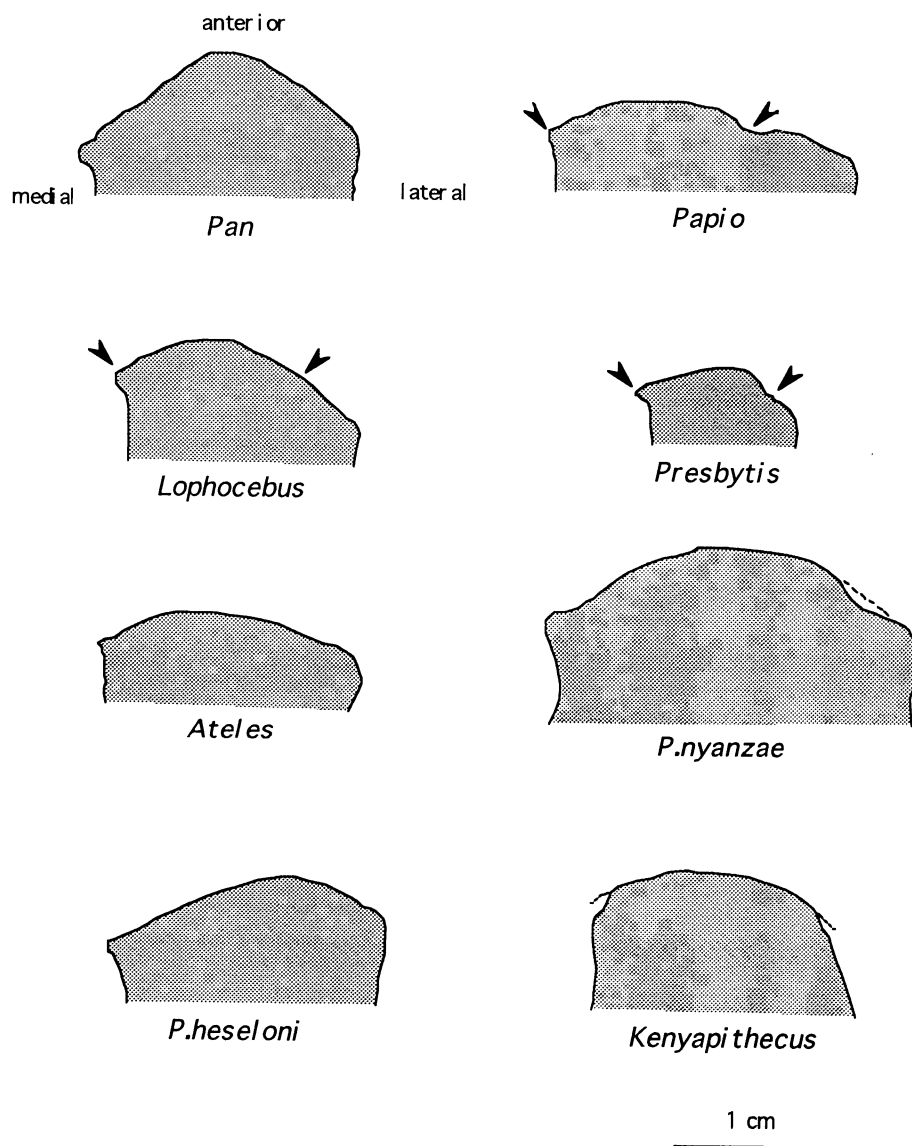 anterior
medial
lateral
Pan
Papio
Lophocebus
Presbytis
Ateles
P.nyanzae
P.heseloni
Kenyapithecus
1 cm